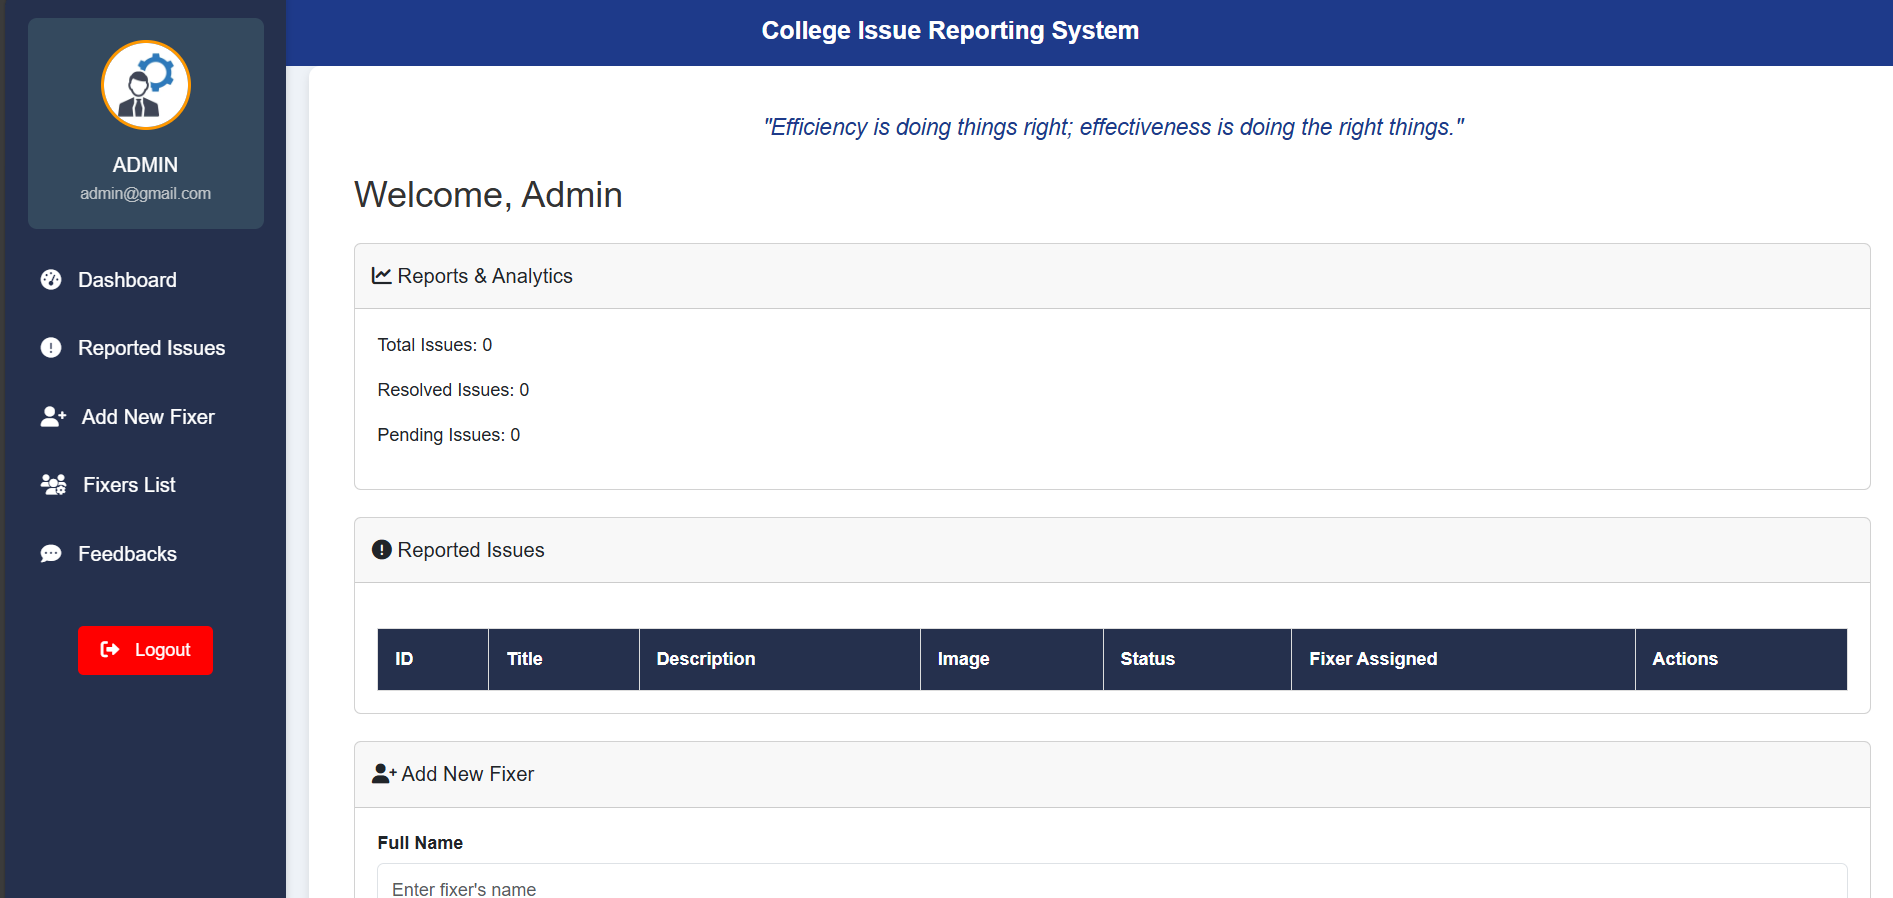 ADMIN
admin@gmail.com
Dashboard
Reported Issues
Add New Fixer
Fixers List
Feedbacks
Logout
College Issue Reporting System
"Efficiency is doing things right; effectiveness is doing the right things."
Welcome, Admin
Reports & Analytics
Total Issues: 0
Resolved Issues: 0
Pending Issues: 0
Reported Issues
ID Title Description Image Status Fixer Assigned Actions
Add New Fixer
Full Name
Enter fixer's name